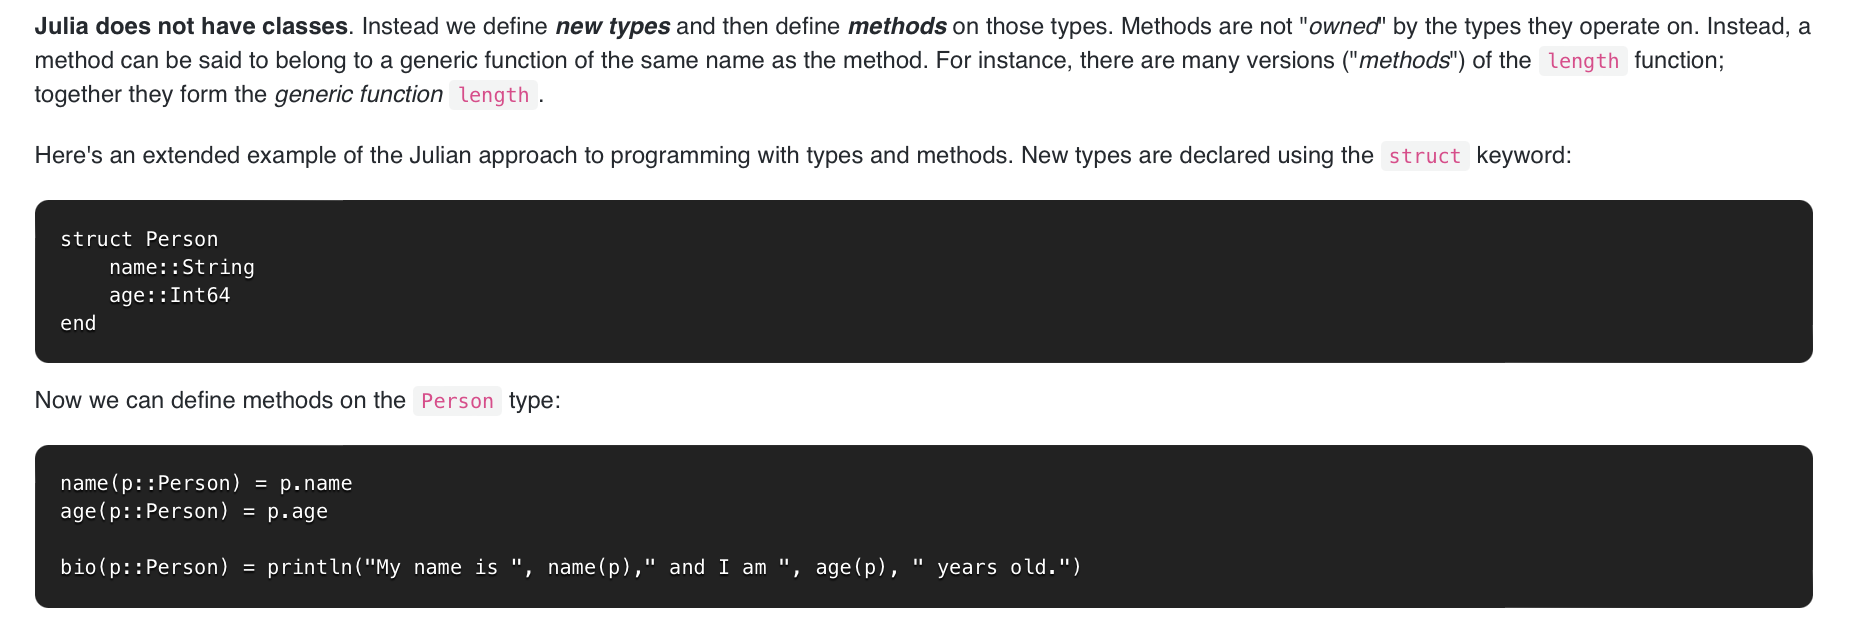 Julia does not have classes. Instead we define new types and then define methods on those types. Methods are not "owned" by the types they operate on. Instead, a
method can be said to belong to a generic function of the same name as the method. For instance, there are many versions ("methods") of the length function;
together they form the generic function length .
Here's an extended example of the Julian approach to programming with types and methods. New types are declared using the struct keyword:
struct Person
    name::String
    age::Int64
end
Now we can define methods on the Person type:
name(p::Person) = p.name
age(p::Person) = p.age
bio(p::Person) = println("My name is ", name(p)," and I am ", age(p), " years old.")